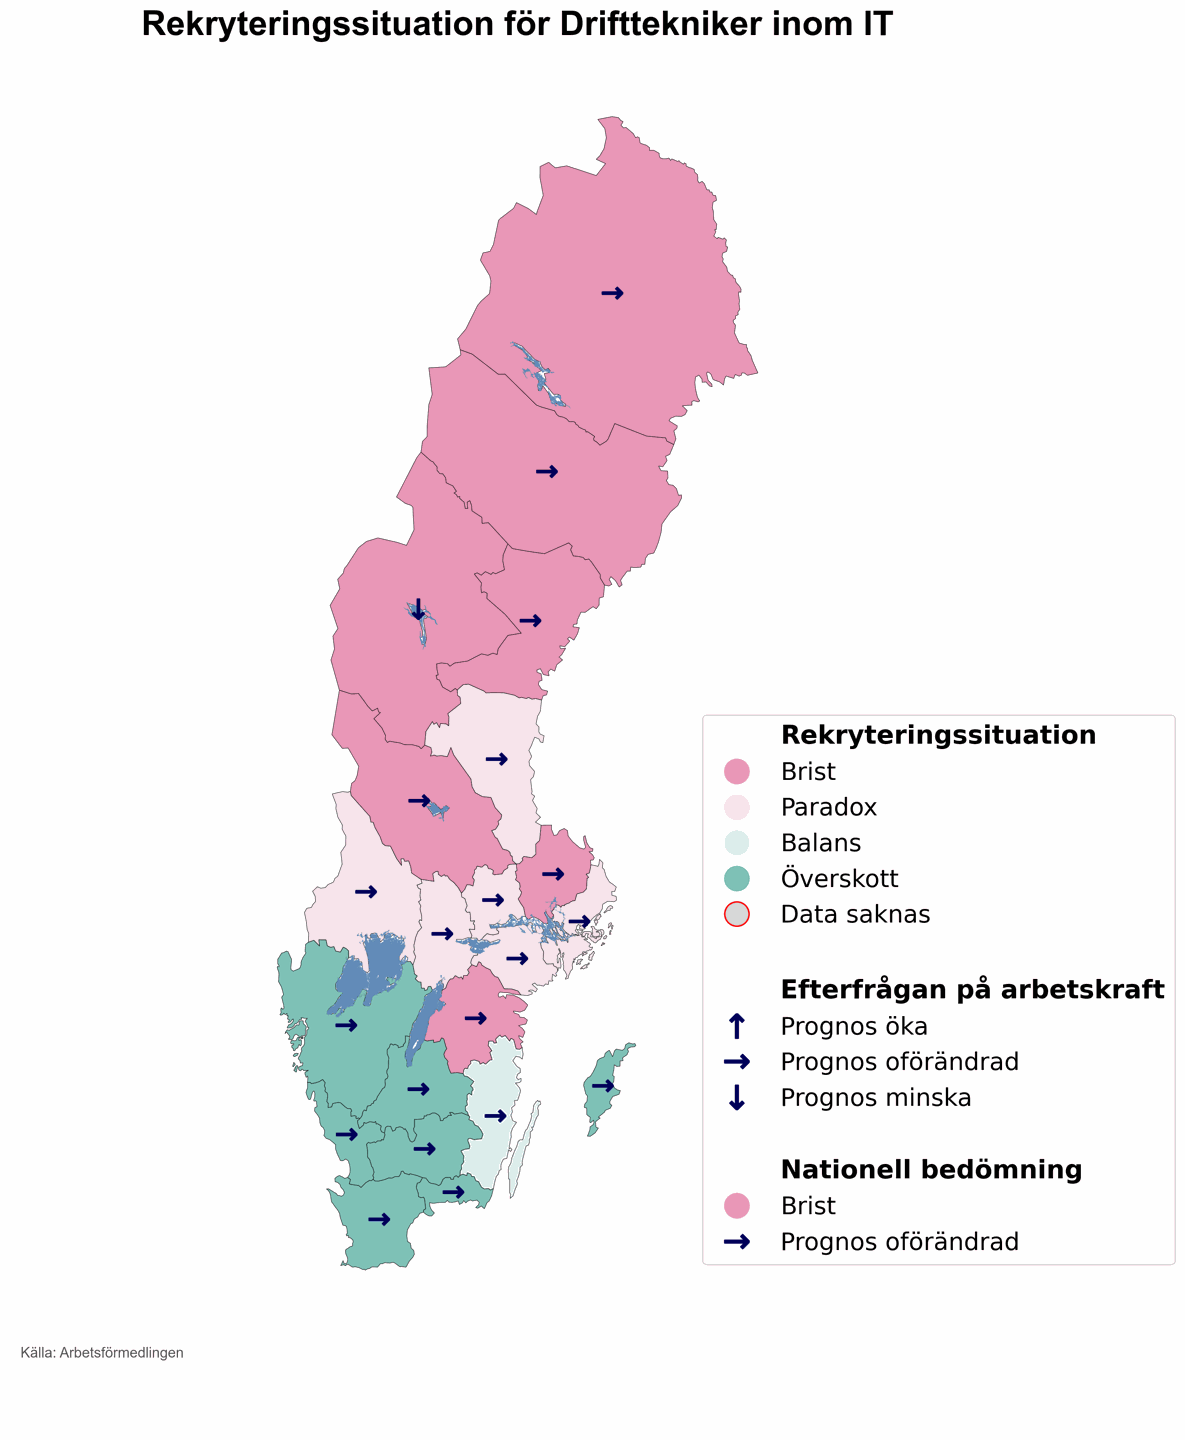 Rekryteringssituation för Drifttekniker inom IT
Rekryteringssituation
Brist
Paradox
Balans
Överskott
Data saknas
Efterfrågan på arbetskraft
Prognos öka
Prognos oförändrad
Prognos minska
Nationell bedömning
Brist
Prognos oförändrad
Källa: Arbetsförmedlingen